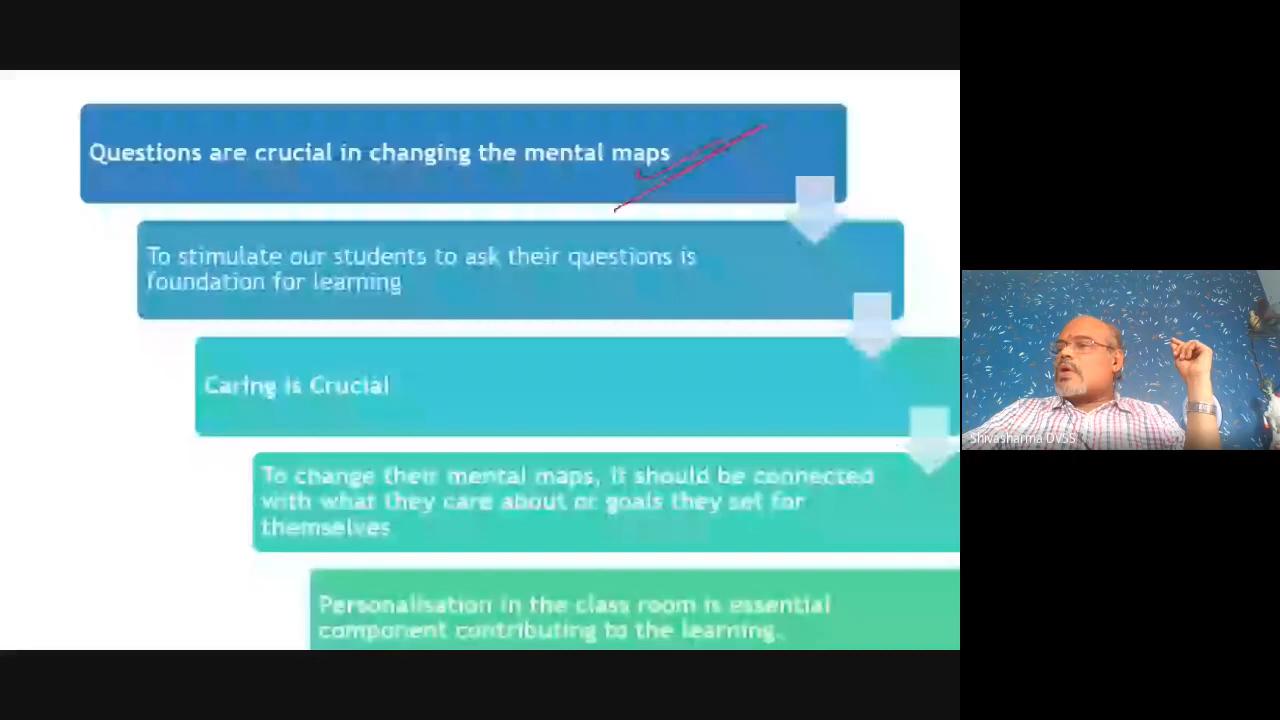 Questions are crucial in changing the mental maps
To stimulate our students to ask their questions is
foundation for learning
Caring is Crucial
To change their mental maps, it should be connected
with what they care about or goals they set for
themselves
Personalisation in the class room is essential
component contributing to the learning.
Shivasharma DVSS